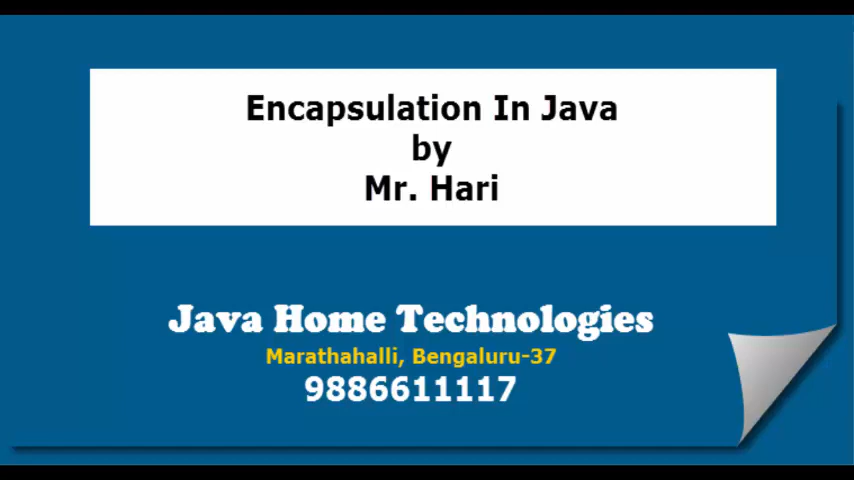 Encapsulation In Java
by
Mr. Hari
Java Home Technologies
Marathahalli, Bengaluru-37
9886611117